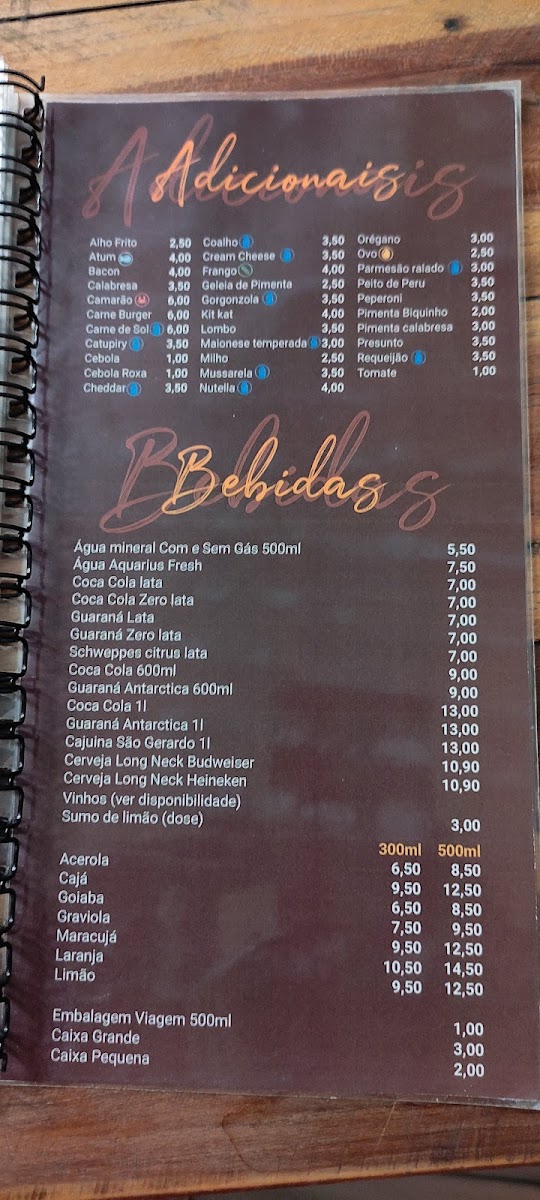 Adicionais
Alho Frito 2,50
Atum 4,00
Bacon 4,00
Calabresa 3,50
Camarão 6,00
Carne Burger 6,00
Carne de Sol 6,00
Catupiry 3,50
Cebola 1,00
Cebola Roxa 1,00
Cheddar 3,50
Coalho 3,50
Cream Cheese 3,50
Frango 4,00
Geleia de Pimenta 2,50
Gorgonzola 3,50
Kit kat 4,00
Lombo 3,50
Maionese temperada 3,00
Milho 2,50
Mussarela 3,50
Nutella 4,00
Orégano 3,00
Ovo 2,50
Parmesão ralado 3,00
Peito de Peru 3,50
Peperoni 3,50
Pimenta Biquinho 2,00
Pimenta calabresa 3,00
Presunto 3,50
Requeijão 3,50
Tomate 1,00
Bebidas
Água mineral Com e Sem Gás 500ml 5,50
Água Aquarius Fresh 7,50
Coca Cola lata 7,00
Coca Cola Zero lata 7,00
Guaraná Lata 7,00
Guaraná Zero lata 7,00
Schweppes citrus lata 7,00
Coca Cola 600ml 9,00
Guaraná Antarctica 600ml 9,00
Coca Cola 1l 13,00
Guaraná Antarctica 1l 13,00
Cajuina São Gerardo 1l 13,00
Cerveja Long Neck Budweiser 10,90
Cerveja Long Neck Heineken 10,90
Vinhos (ver disponibilidade)
Sumo de limão (dose) 3,00
300ml 500ml
Acerola 6,50 8,50
Cajá 9,50 12,50
Goiaba 6,50 8,50
Graviola 7,50 9,50
Maracujá 9,50 12,50
Laranja 10,50 14,50
Limão 9,50 12,50
Embalagem Viagem 500ml 1,00
Caixa Grande 3,00
Caixa Pequena 2,00